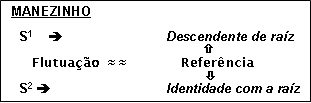 MANEZINHO
S¹ ➔ Descendente de raíz
⇧
Flutuação ≈ ≈ Referência
⇩
S² ➔ Identidade com a raíz